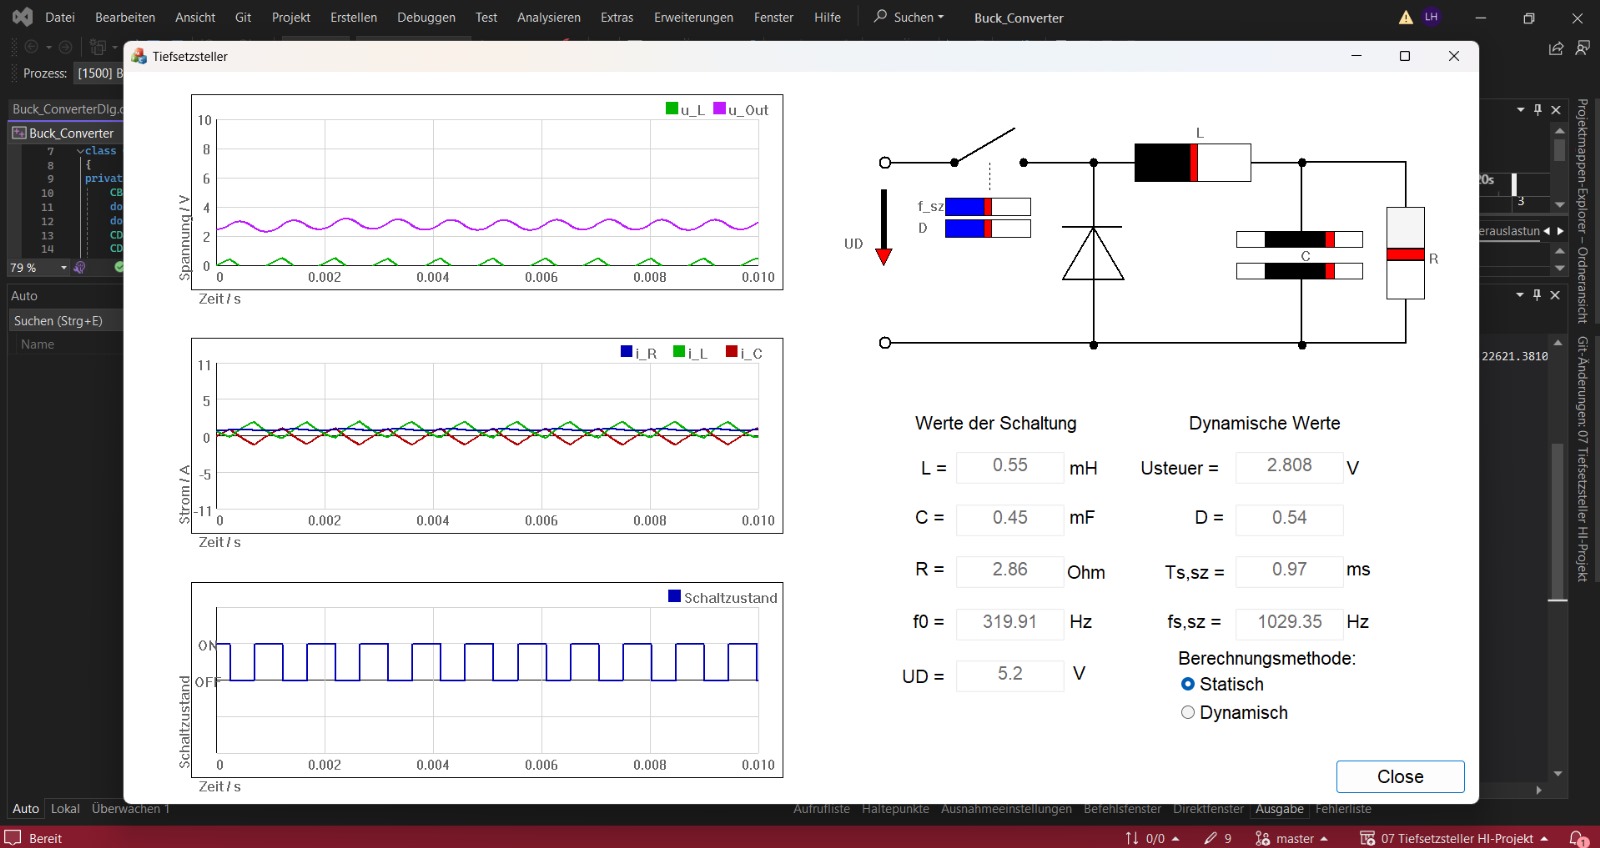 Datei Bearbeiten Ansicht Git Projekt Erstellen Debuggen Test Analysieren Extras Erweiterungen Fenster Hilfe Suchen Buck_Converter LH
Prozess: [1500] B
Buck_ConverterDlg.c
Buck_Converter
7 class
8 {
9 privat
10 CB
11 do
12 do
13 CD
14 CD
79 %
Auto
Suchen (Strg+E)
Name
Tiefsetzsteller
u_L u_Out
Spannung / V
10
8
6
4
2
0
0 0.002 0.004 0.006 0.008 0.010
Zeit / s
i_R i_L i_C
Strom / A
11
5
0
-5
-11
0 0.002 0.004 0.006 0.008 0.010
Zeit / s
Schaltzustand
Schaltzustand
ON
OFF
0 0.002 0.004 0.006 0.008 0.010
Zeit / s
L
f_sz
D
UD
C
R
Werte der Schaltung
L = 0.55 mH
C = 0.45 mF
R = 2.86 Ohm
f0 = 319.91 Hz
UD = 5.2 V
Dynamische Werte
Usteuer = 2.808 V
D = 0.54
Ts,sz = 0.97 ms
fs,sz = 1029.35 Hz
Berechnungsmethode:
Statisch
Dynamisch
Close
20s
3
erauslastun
22621.3810
Projektmappen-Explorer – Ordneransicht
Git-Änderungen: 07 Tiefsetzsteller HI-Projekt
Auto Lokal Überwachen 1
Aufrufliste Haltepunkte Ausnahmeeinstellungen Befehlsfenster Direktfenster Ausgabe Fehlerliste
Bereit 0/0 9 master 07 Tiefsetzsteller HI-Projekt 1